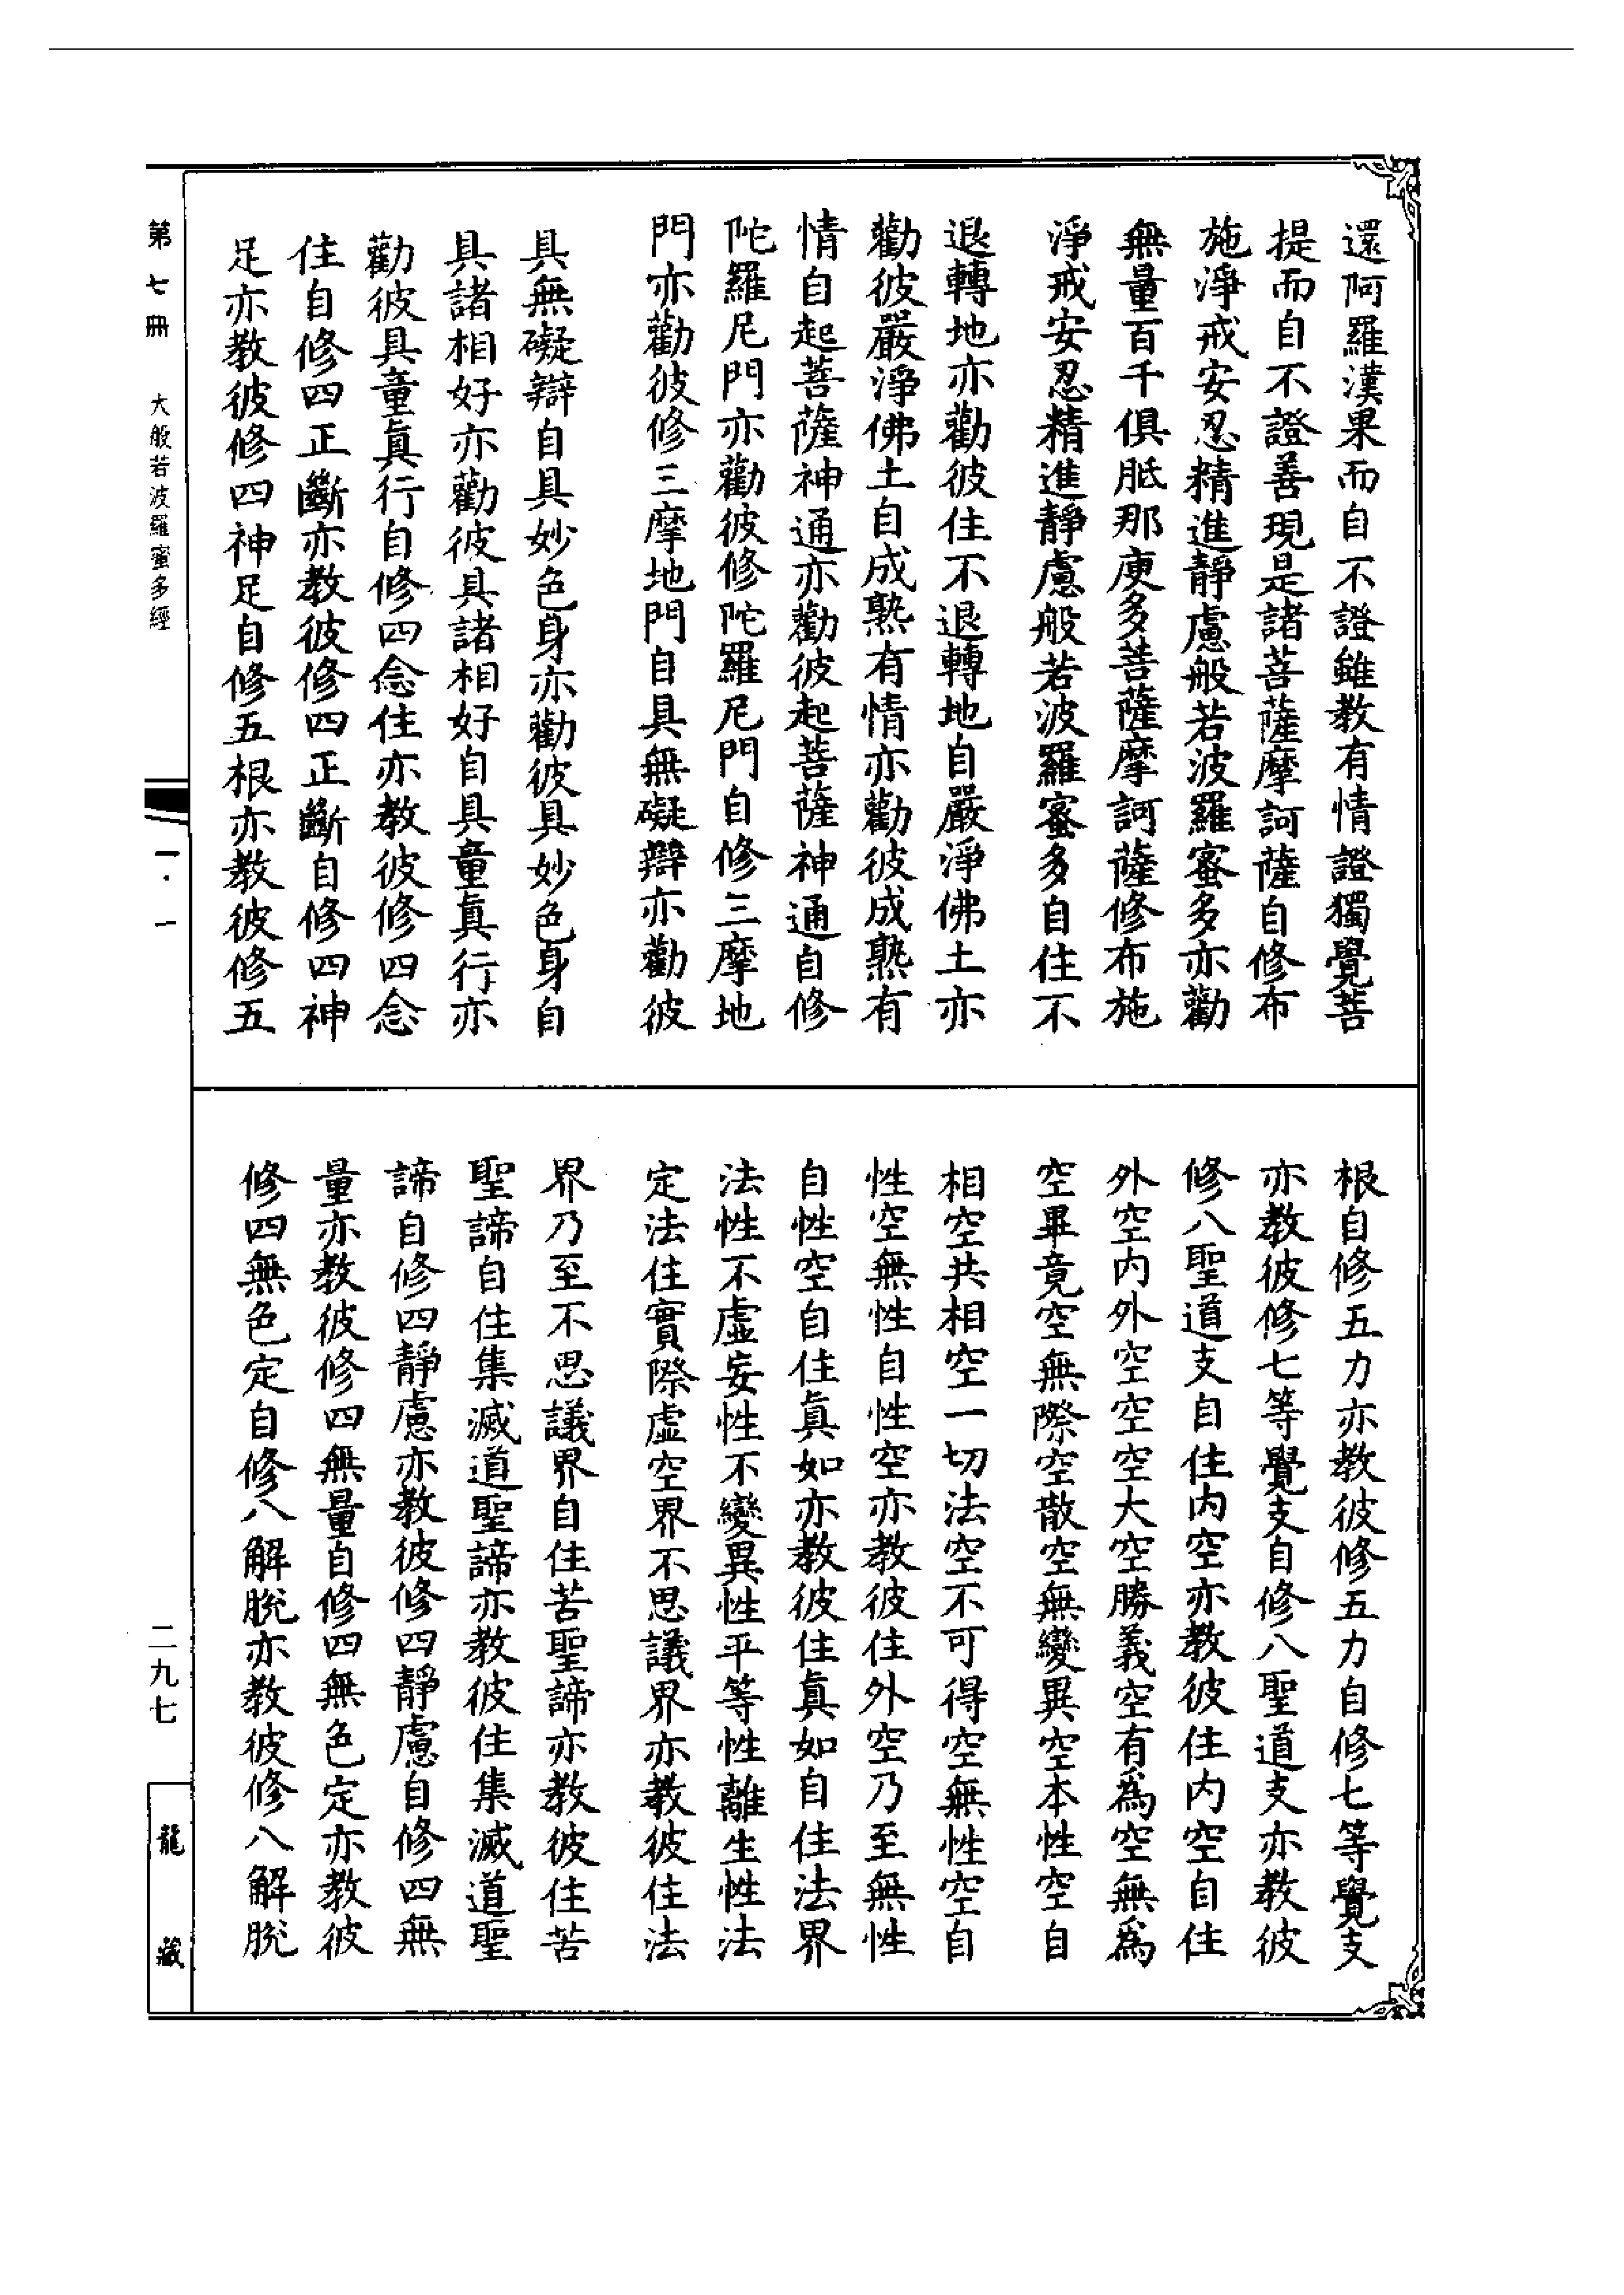 還阿羅漢果而自不證雖教有情證獨覺菩
提而自不證善現是諸菩薩摩訶薩自修布
施淨戒安忍精進靜慮般若波羅蜜多亦勸
無量百千俱胝那庾多菩薩摩訶薩修布施
淨戒安忍精進靜慮般若波羅蜜多自住不
退轉地亦勸彼住不退轉地自嚴淨佛土亦
勸彼嚴淨佛土自成熟有情亦勸彼成熟有
情自起菩薩神通亦勸彼起菩薩神通自修
陀羅尼門亦勸彼修陀羅尼門自修三摩地
門亦勸彼修三摩地門自具無礙辯亦勸彼
具無礙辯自具妙色身亦勸彼具妙色身自
具諸相好亦勸彼具諸相好自具童真行亦
勸彼具童真行自修四念住亦教彼修四念
住自修四正斷亦教彼修四正斷自修四神
足亦教彼修四神足自修五根亦教彼修五
根自修五力亦教彼修五力自修七等覺支
亦教彼修七等覺支自修八聖道支亦教彼
修八聖道支自住內空亦教彼住內空自住
外空內外空空空大空勝義空有為空無為
空畢竟空無際空散空無變異空本性空自
相空共相空一切法空不可得空無性空自
性空無性自性空亦教彼住外空乃至無性
自性空自住真如亦教彼住真如自住法界
法性不虛妄性不變異性平等性離生性法
定法住實際虛空界不思議界亦教彼住法
界乃至不思議界自住苦聖諦亦教彼住苦
聖諦自住集滅道聖諦亦教彼住集滅道聖
諦自修四靜慮亦教彼修四靜慮自修四無
量亦教彼修四無量自修四無色定亦教彼
修四無色定自修八解脫亦教彼修八解脫
第七冊 大般若波羅蜜多經
一·一
二九七
龍藏